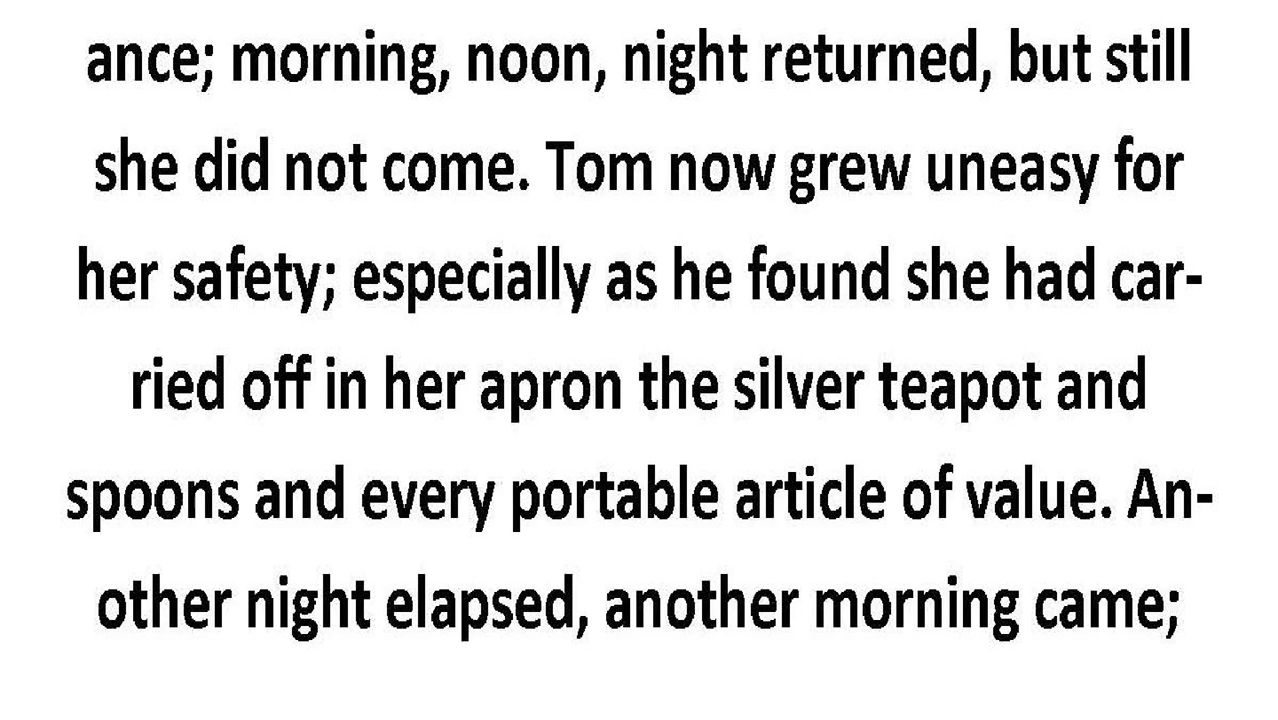 ance; morning, noon, night returned, but still
she did not come. Tom now grew uneasy for
her safety; especially as he found she had car-
ried off in her apron the silver teapot and
spoons and every portable article of value. An-
other night elapsed, another morning came;